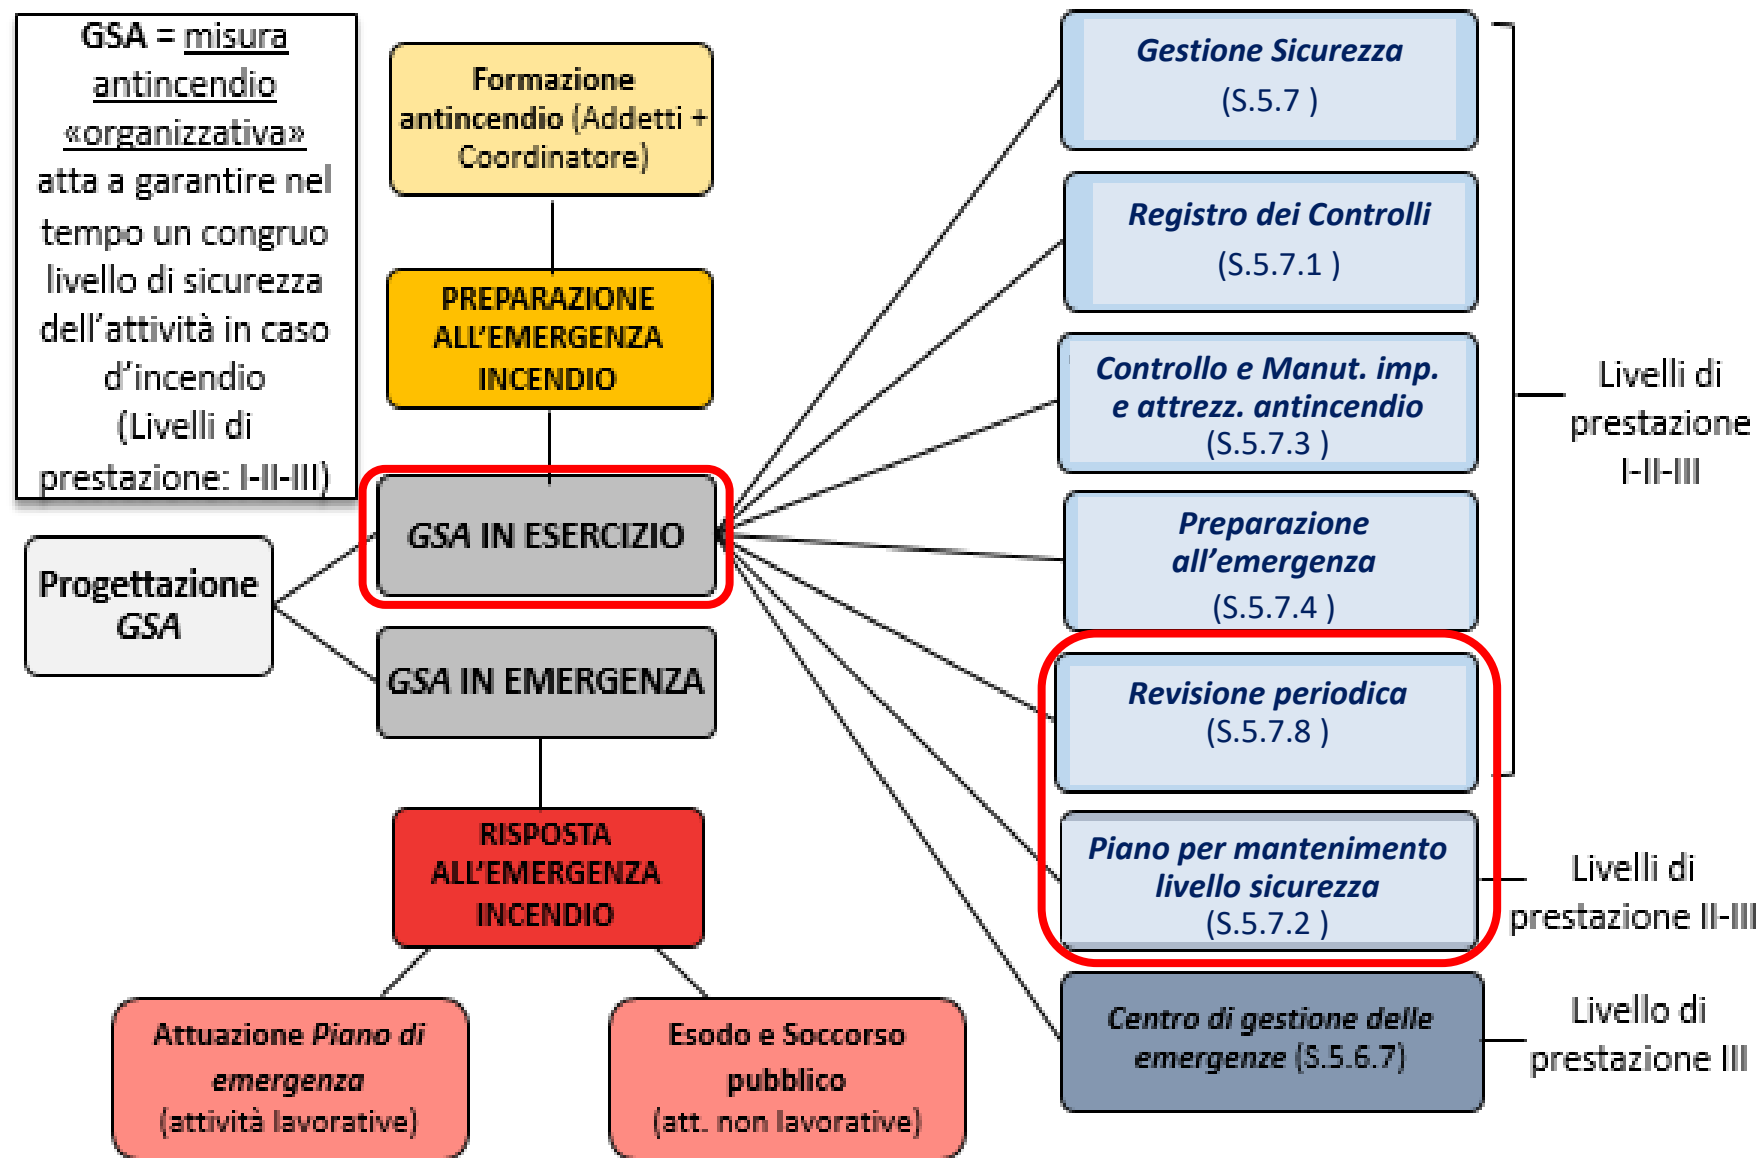 GSA = misura
antincendio
«organizzativa»
atta a garantire nel
tempo un congruo
livello di sicurezza
dell'attività in caso
d'incendio
(Livelli di
prestazione: I-II-III)
Formazione
antincendio (Addetti +
Coordinatore)
PREPARAZIONE
ALL'EMERGENZA
INCENDIO
GSA IN ESERCIZIO
Progettazione
GSA
GSA IN EMERGENZA
RISPOSTA
ALL'EMERGENZA
INCENDIO
Attuazione Piano di
emergenza
(attività lavorative)
Esodo e Soccorso
pubblico
(att. non lavorative)
Gestione Sicurezza
(S.5.7 )
Registro dei Controlli
(S.5.7.1 )
Controllo e Manut. imp.
e attrezz. antincendio
(S.5.7.3 )
Preparazione
all'emergenza
(S.5.7.4 )
Revisione periodica
(S.5.7.8 )
Piano per mantenimento
livello sicurezza
(S.5.7.2 )
Centro di gestione delle
emergenze (S.5.6.7)
Livelli di
prestazione
I-II-III
Livelli di
prestazione II-III
Livello di
prestazione III